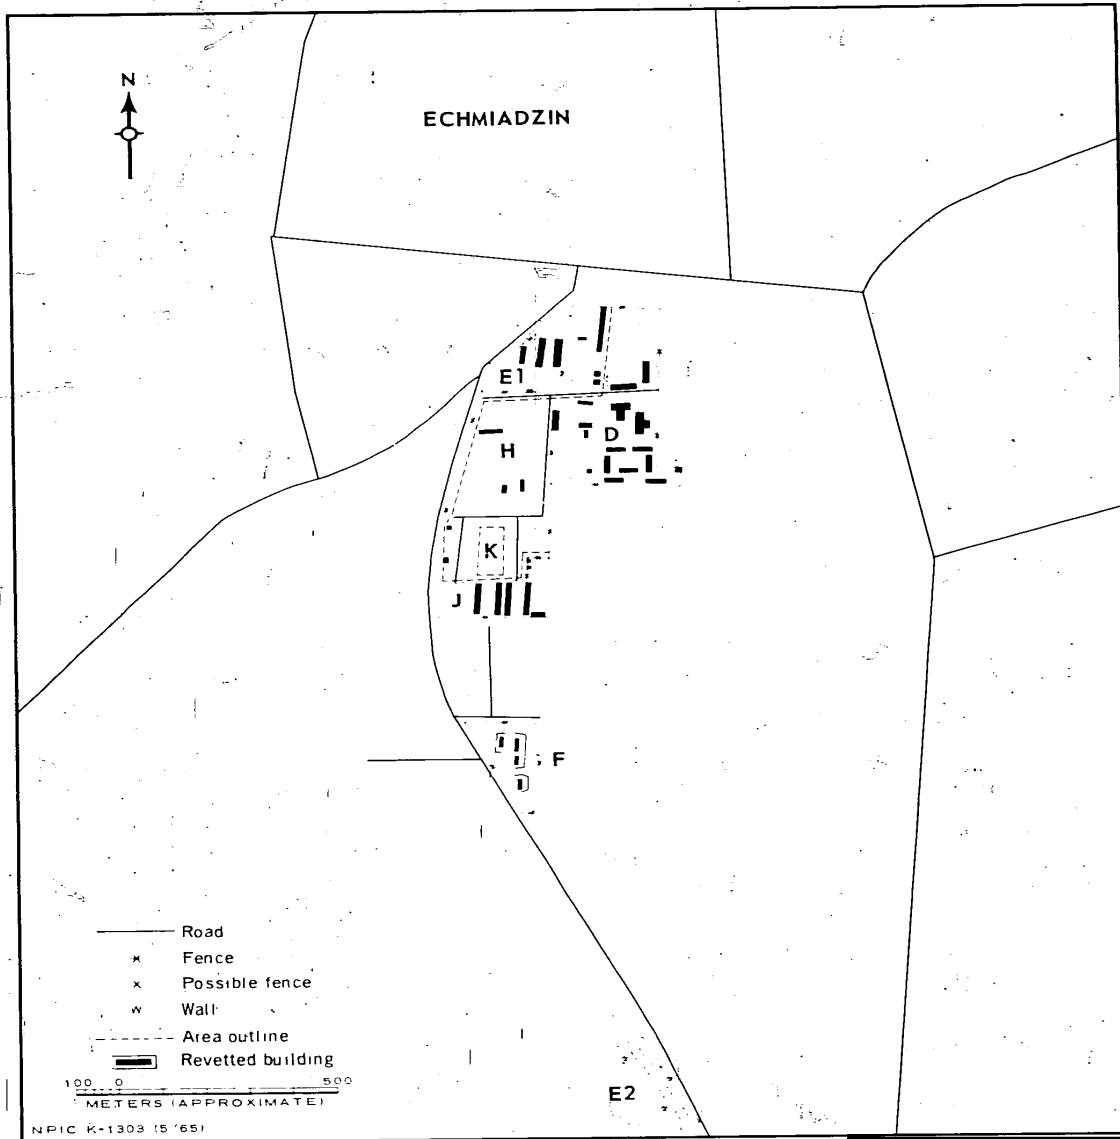 N
ECHMIADZIN
E1
D
H
K
J
F
Road
Fence
Possible fence
Wall
Area outline
Revetted building
100 0 500
METERS (APPROXIMATE)
E2
NPIC K-1303 (5/65)